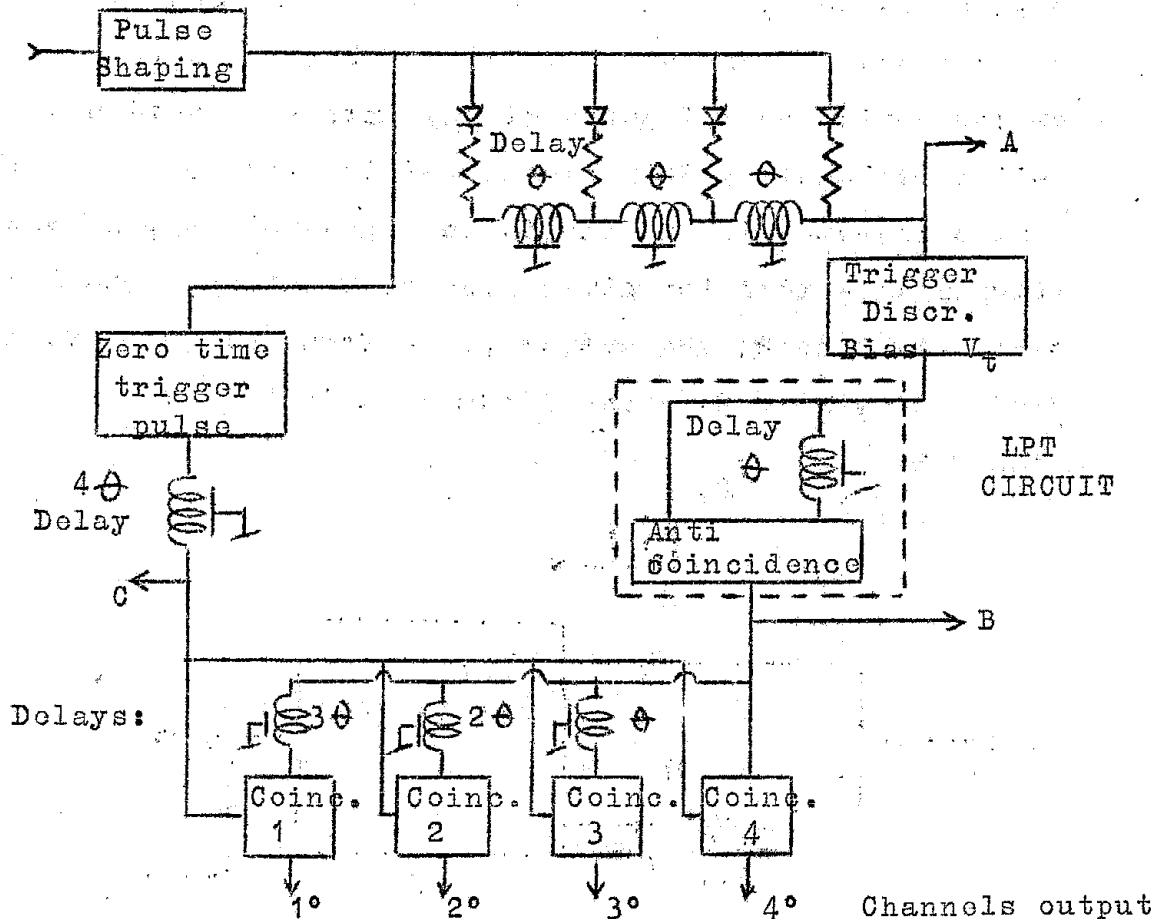 Pulse
Shaping
A
Delay
θ θ θ
Trigger
Discr.
Bias V_t
Zero time
trigger
pulse
Delay
θ
LPT
CIRCUIT
4θ
Delay
Anti
coincidence
C
B
Delays:
3θ 2θ θ
Coinc. Coinc. Coinc. Coinc.
1 2 3 4
1° 2° 3° 4° Channels output